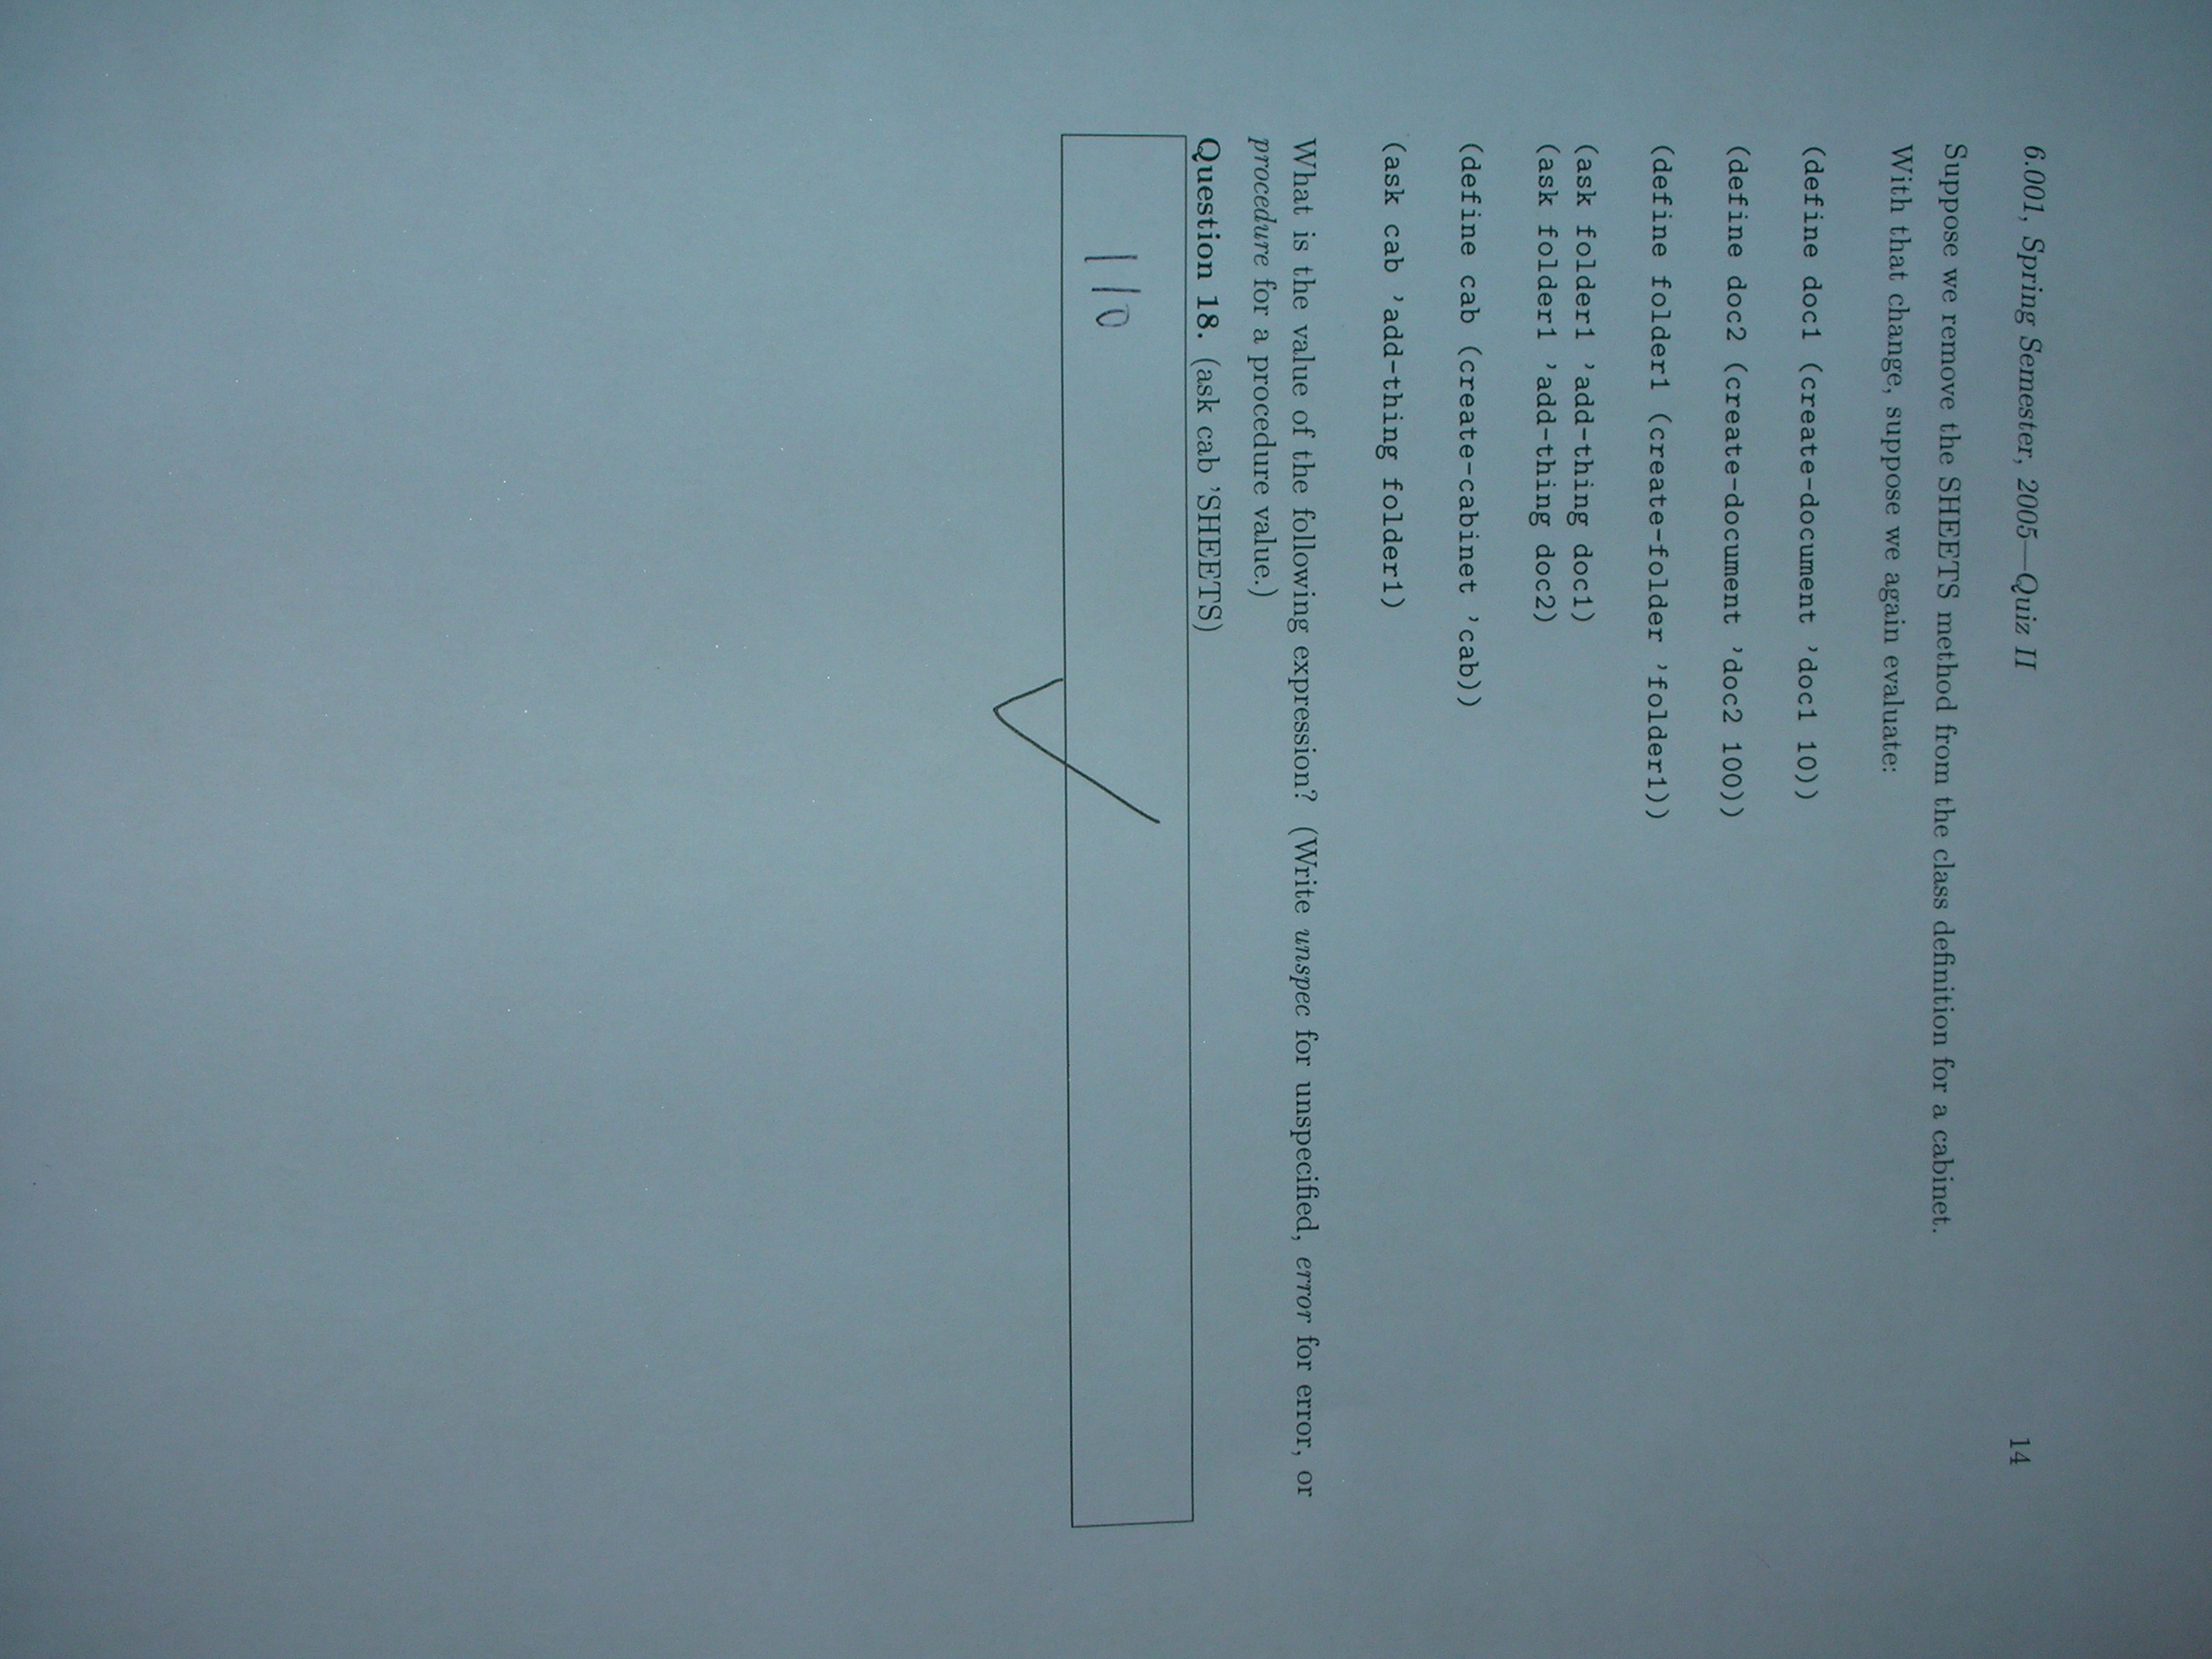 6.001, Spring Semester, 2005—Quiz II 14
Suppose we remove the SHEETS method from the class definition for a cabinet.
With that change, suppose we again evaluate:
(define doc1 (create-document 'doc1 10))
(define doc2 (create-document 'doc2 100))
(define folder1 (create-folder 'folder1))
(ask folder1 'add-thing doc1)
(ask folder1 'add-thing doc2)
(define cab (create-cabinet 'cab))
(ask cab 'add-thing folder1)
What is the value of the following expression? (Write unspec for unspecified, error for error, or
procedure for a procedure value.)
Question 18. (ask cab 'SHEETS)
110